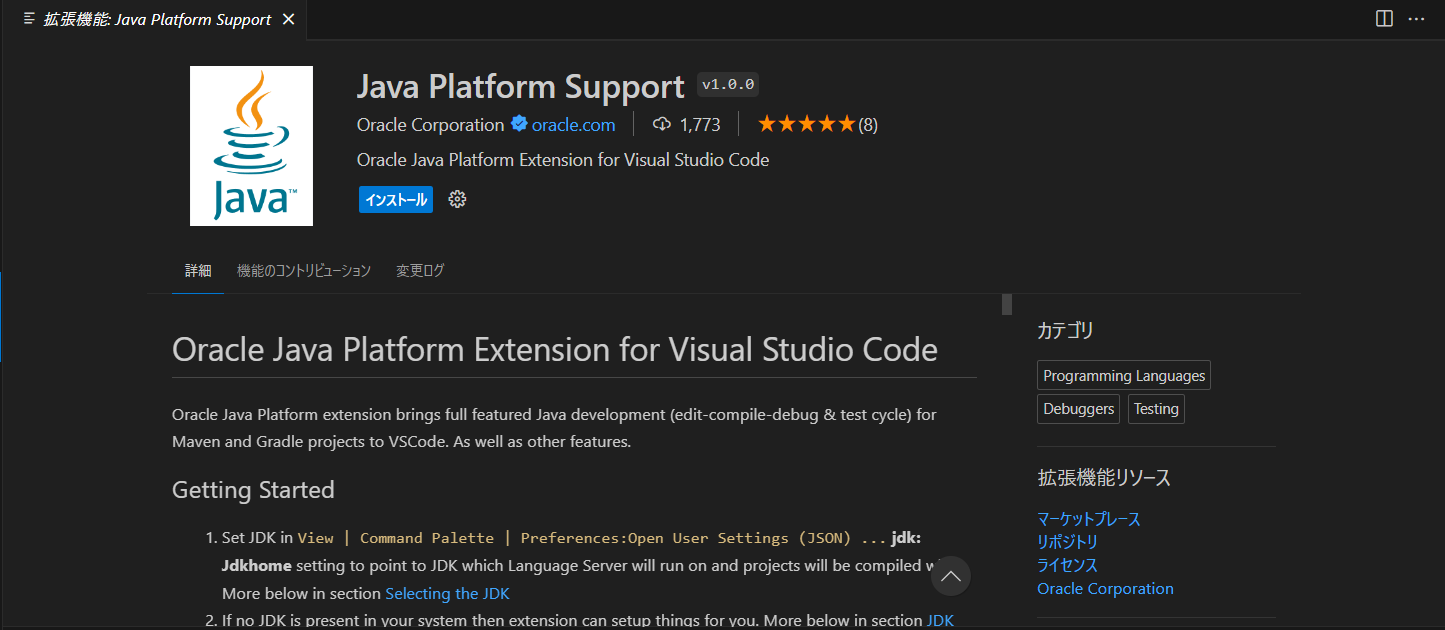 拡張機能: Java Platform Support
Java Platform Support v1.0.0
Oracle Corporation oracle.com 1,773 (8)
Oracle Java Platform Extension for Visual Studio Code
インストール
Java™
詳細 機能のコントリビューション 変更ログ
Oracle Java Platform Extension for Visual Studio Code
Oracle Java Platform extension brings full featured Java development (edit-compile-debug & test cycle) for
Maven and Gradle projects to VSCode. As well as other features.
Getting Started
1. Set JDK in View | Command Palette | Preferences:Open User Settings (JSON) ... jdk:
Jdkhome setting to point to JDK which Language Server will run on and projects will be compiled
More below in section Selecting the JDK
2. If no JDK is present in your system then extension can setup things for you. More below in section JDK
カテゴリ
Programming Languages
Debuggers Testing
拡張機能リソース
マーケットプレース
リポジトリ
ライセンス
Oracle Corporation